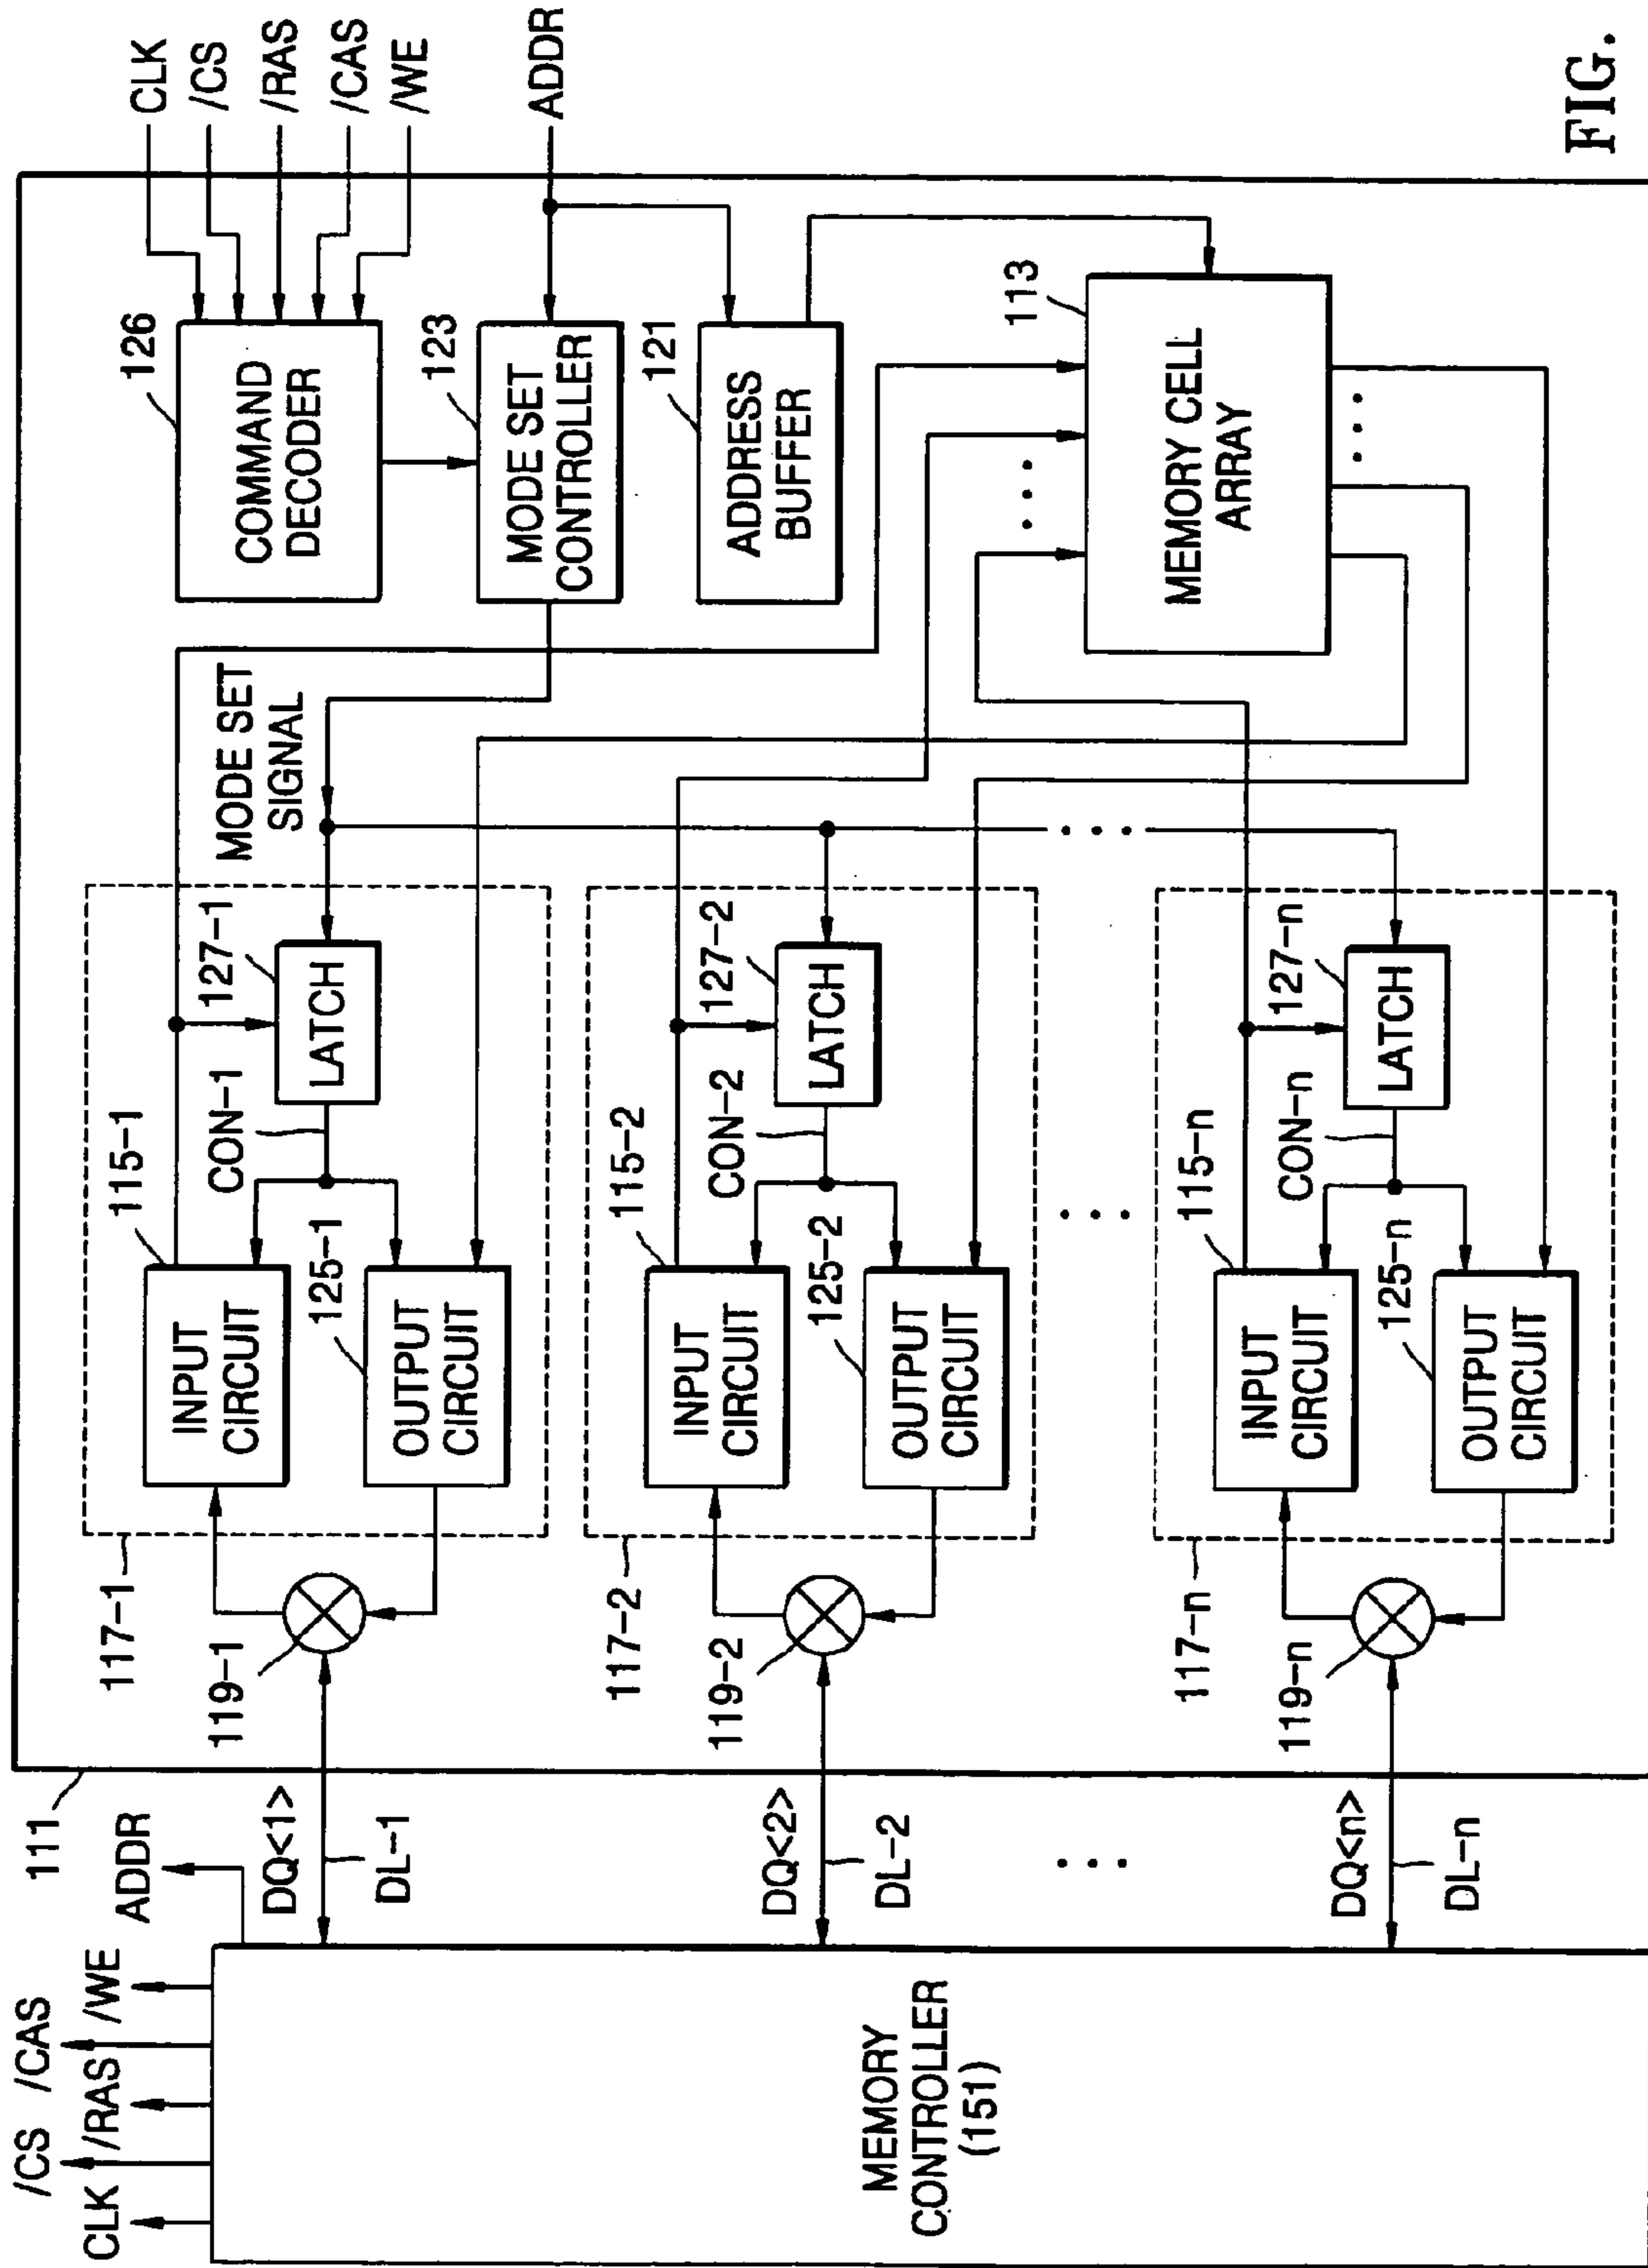 /CS /CAS
CLK /RAS /WE
ADDR
111
MEMORY
CONTROLLER
(151)
DQ<1>
DL-1
DQ<2>
DL-2
. . .
DQ<n>
DL-n
117-1
119-1
INPUT
CIRCUIT
115-1
OUTPUT
CIRCUIT
125-1
CON-1
LATCH
127-1
MODE SET
SIGNAL
117-2
119-2
INPUT
CIRCUIT
115-2
OUTPUT
CIRCUIT
125-2
CON-2
LATCH
127-2
. . .
. . .
117-n
119-n
INPUT
CIRCUIT
115-n
OUTPUT
CIRCUIT
125-n
CON-n
LATCH
127-n
COMMAND
DECODER
126
MODE SET
CONTROLLER
123
ADDRESS
BUFFER
121
MEMORY CELL
ARRAY
113
. . .
. . .
CLK
/CS
/RAS
/CAS
/WE
ADDR
FIG.